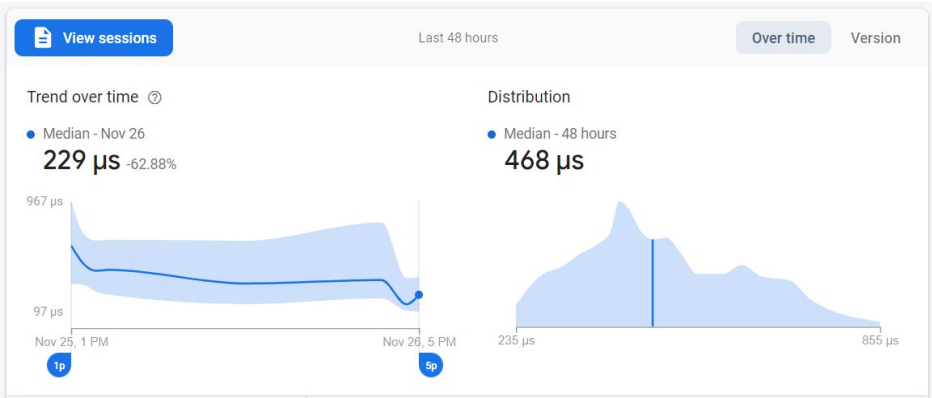 View sessions
Last 48 hours
Over time
Version
Trend over time
Median - Nov 26
229 μs -62.88%
967 μs
97 μs
Nov 25, 1 PM
Nov 26, 5 PM
1p
5p
Distribution
Median - 48 hours
468 μs
235 μs
855 μs